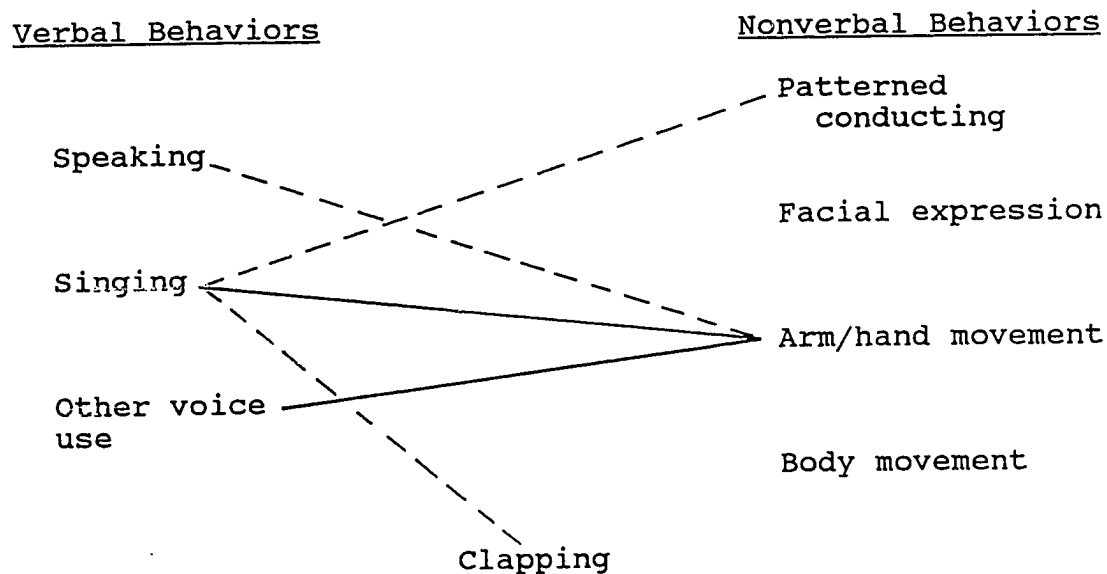 Verbal Behaviors
Nonverbal Behaviors
Patterned
conducting
Speaking
Facial expression
Singing
Arm/hand movement
Other voice
use
Body movement
Clapping